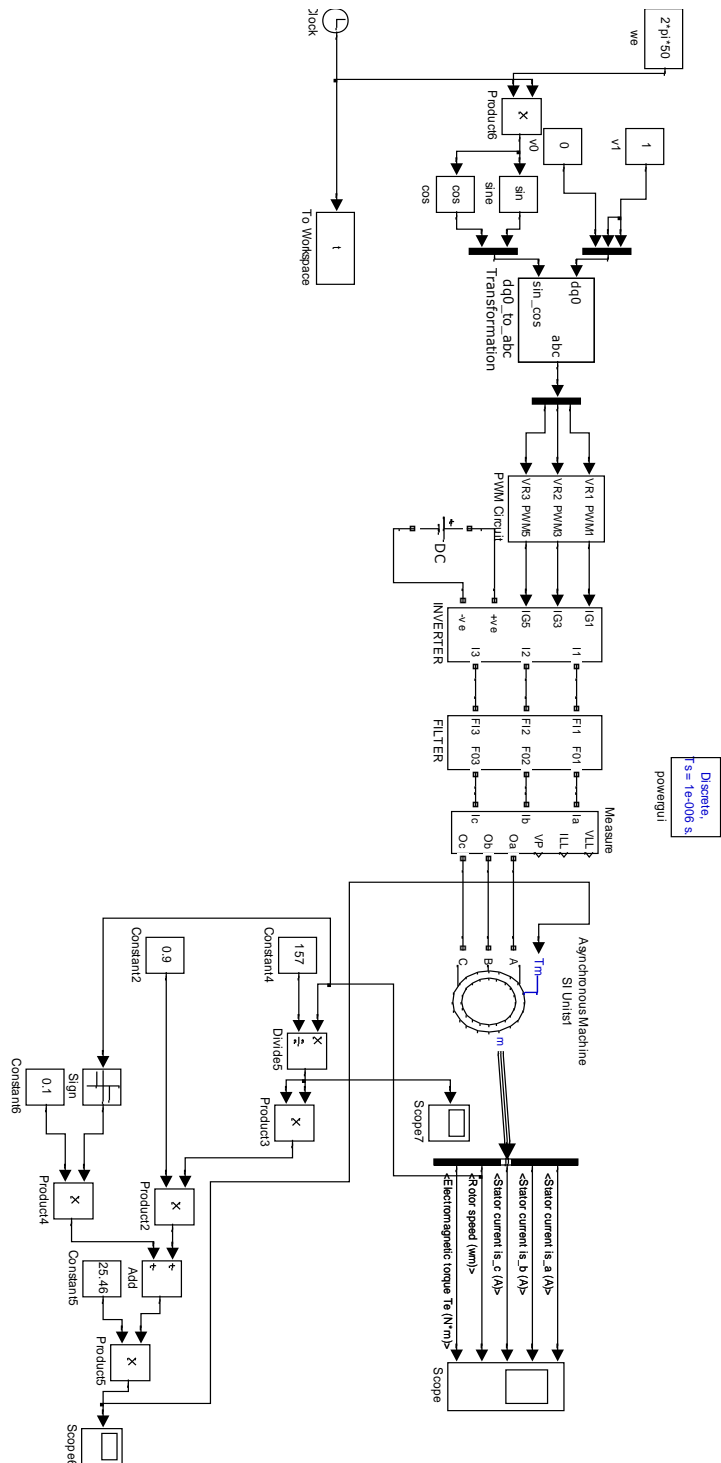 Discrete,
Ts = 1e-006 s.
powergui
2*pi*50
we
Product6
1
v1
0
v0
sin
sine
cos
cos
t
To Workspace
dq0
sin_cos
abc
dq0_to_abc
Transformation
VR1 PWM1
VR2 PWM3
VR3 PWM5
PWM Circuit
DC
IG1
IG3
IG5
+ve
-ve
I1
I2
I3
INVERTER
FI1 F01
FI2 F02
FI3 F03
FILTER
Measure
VLL
ILL
VP
Ia
Ib
Ic
Oa
Ob
Oc
Asynchronous Machine
SI Units1
Tm
m
A
B
C
<Stator current is_a (A)>
<Stator current is_b (A)>
<Stator current is_c (A)>
<Rotor speed (wm)>
<Electromagnetic torque Te (N*m)>
Scope
Scope7
157
Constant4
Divide5
Product3
0.9
Constant2
Product2
Sign
0.1
Constant6
Product4
Add
25.46
Constant5
Product5